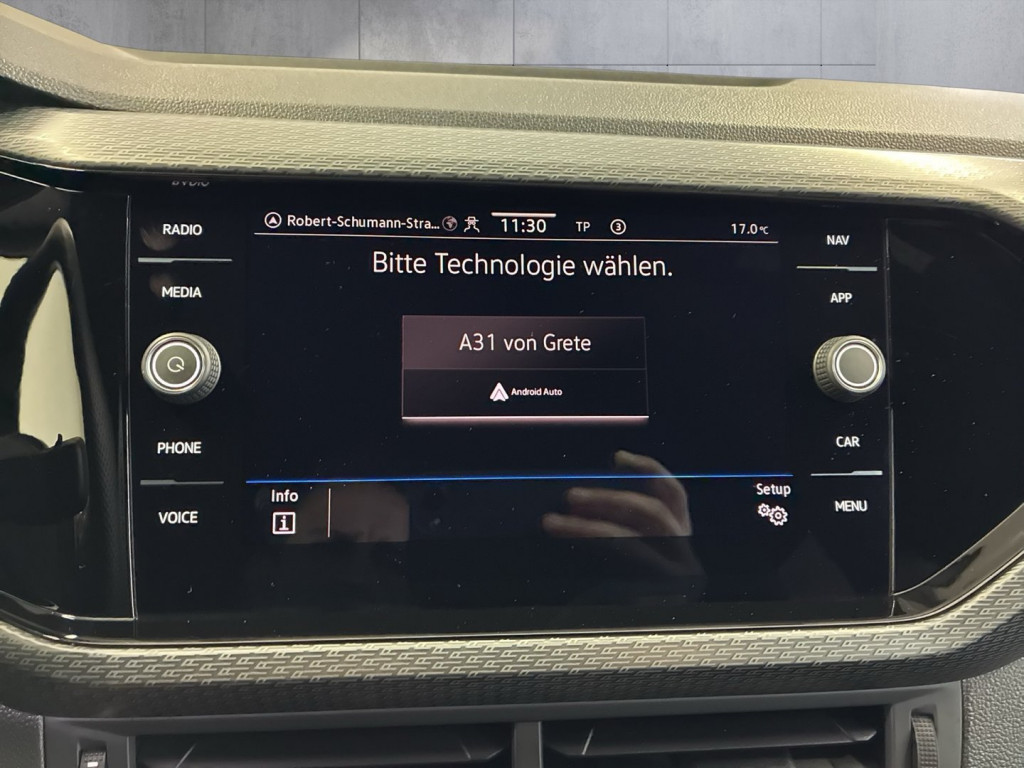 RADIO
MEDIA
PHONE
VOICE
Robert-Schumann-Stra... 11:30 TP 3 17.0°C
Bitte Technologie wählen.
A31 von Grete
Android Auto
Info
i
Setup
NAV
APP
CAR
MENU